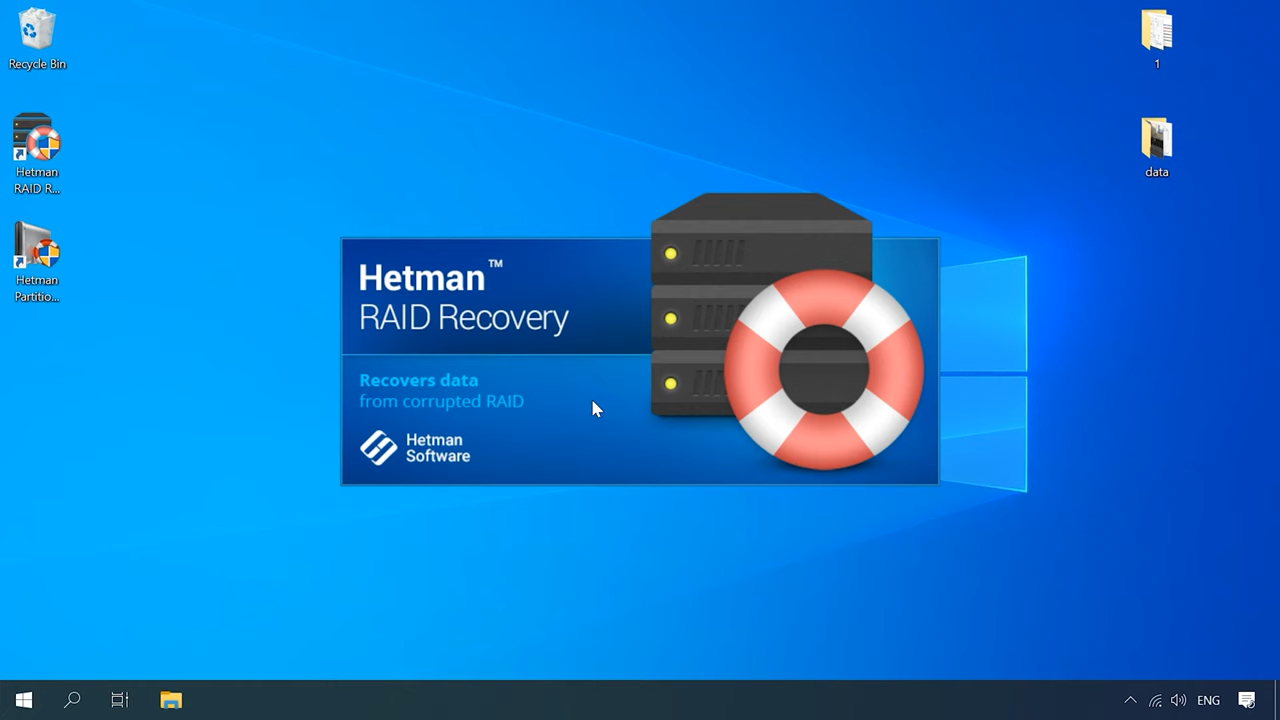 Recycle Bin
Hetman
RAID R...
Hetman
Partitio...
Hetman™
RAID Recovery
Recovers data
from corrupted RAID
Hetman
Software
1
data
ENG